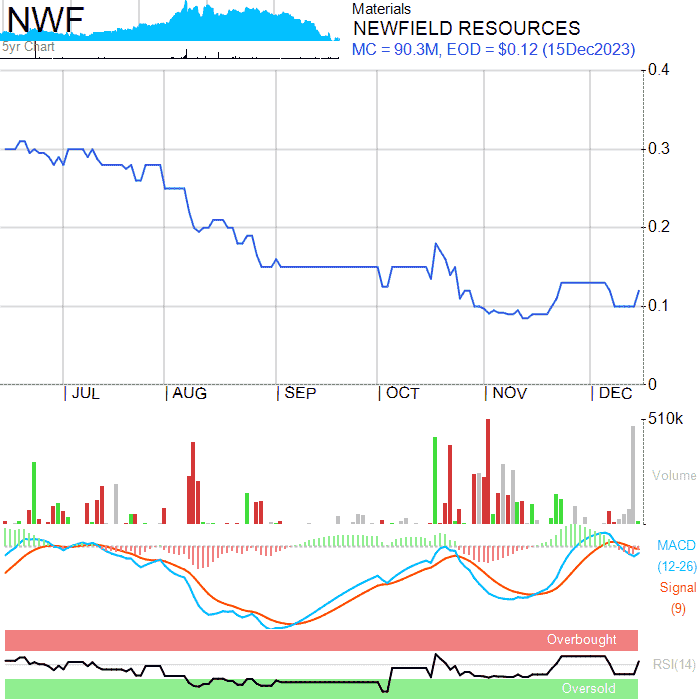 NWF
5yr Chart
Materials
NEWFIELD RESOURCES
MC = 90.3M, EOD = $0.12 (15Dec2023)
0.4
0.3
0.2
0.1
0
JUL AUG SEP OCT NOV DEC
510k
Volume
MACD
(12-26)
Signal
(9)
Overbought
RSI(14)
Oversold